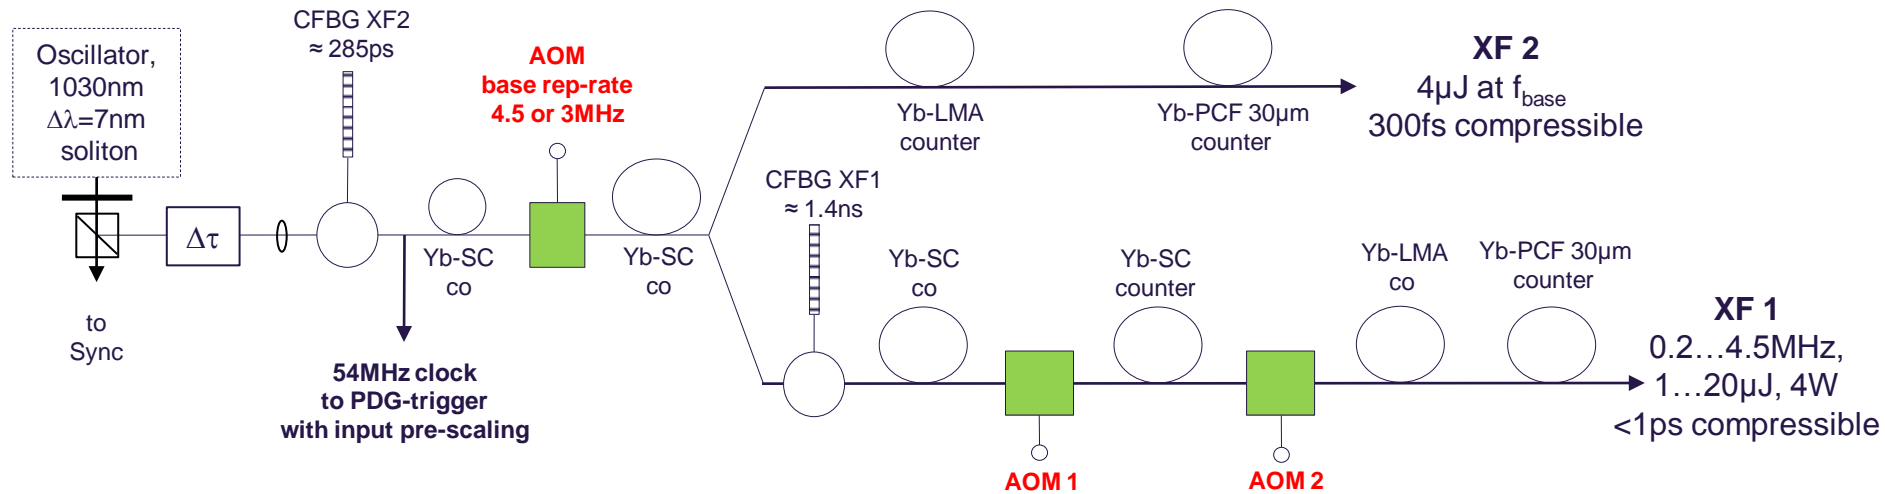 Oscillator,
1030nm
Δλ=7nm
soliton
to
Sync
Δτ
CFBG XF2
≈ 285ps
54MHz clock
to PDG-trigger
with input pre-scaling
Yb-SC
co
AOM
base rep-rate
4.5 or 3MHz
Yb-SC
co
Yb-LMA
counter
Yb-PCF 30µm
counter
XF 2
4µJ at fbase
300fs compressible
CFBG XF1
≈ 1.4ns
Yb-SC
co
AOM 1
Yb-SC
counter
AOM 2
Yb-LMA
co
Yb-PCF 30µm
counter
XF 1
0.2…4.5MHz,
1…20µJ, 4W
<1ps compressible